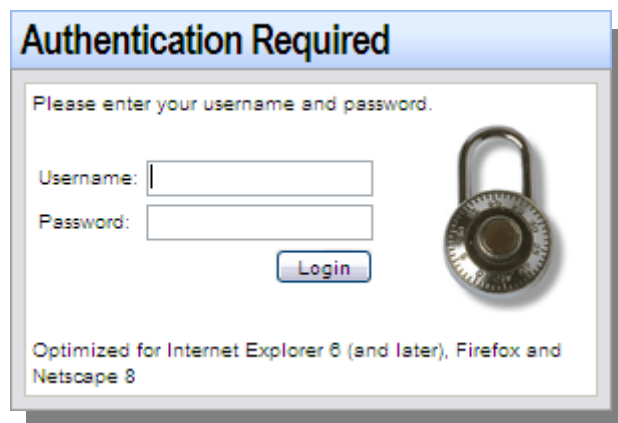 Authentication Required
Please enter your username and password.
Username:
Password:
Login
Optimized for Internet Explorer 6 (and later), Firefox and
Netscape 8